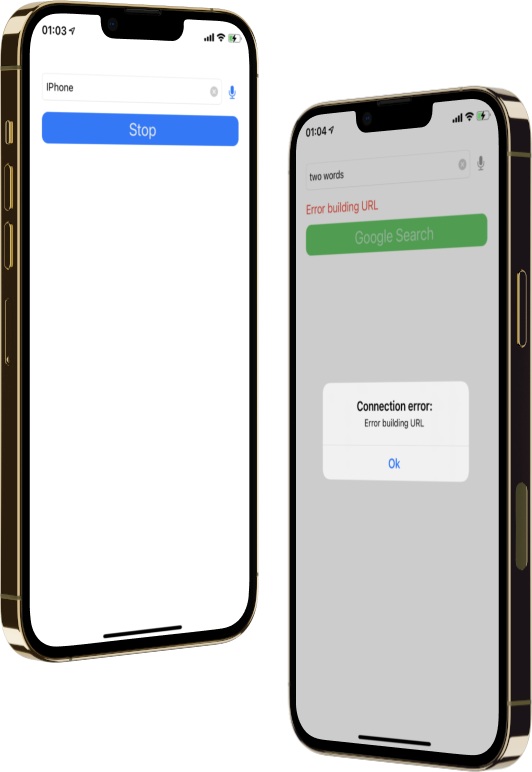 01:03
IPhone
Stop
01:04
two words
Error building URL
Google Search
Connection error:
Error building URL
Ok